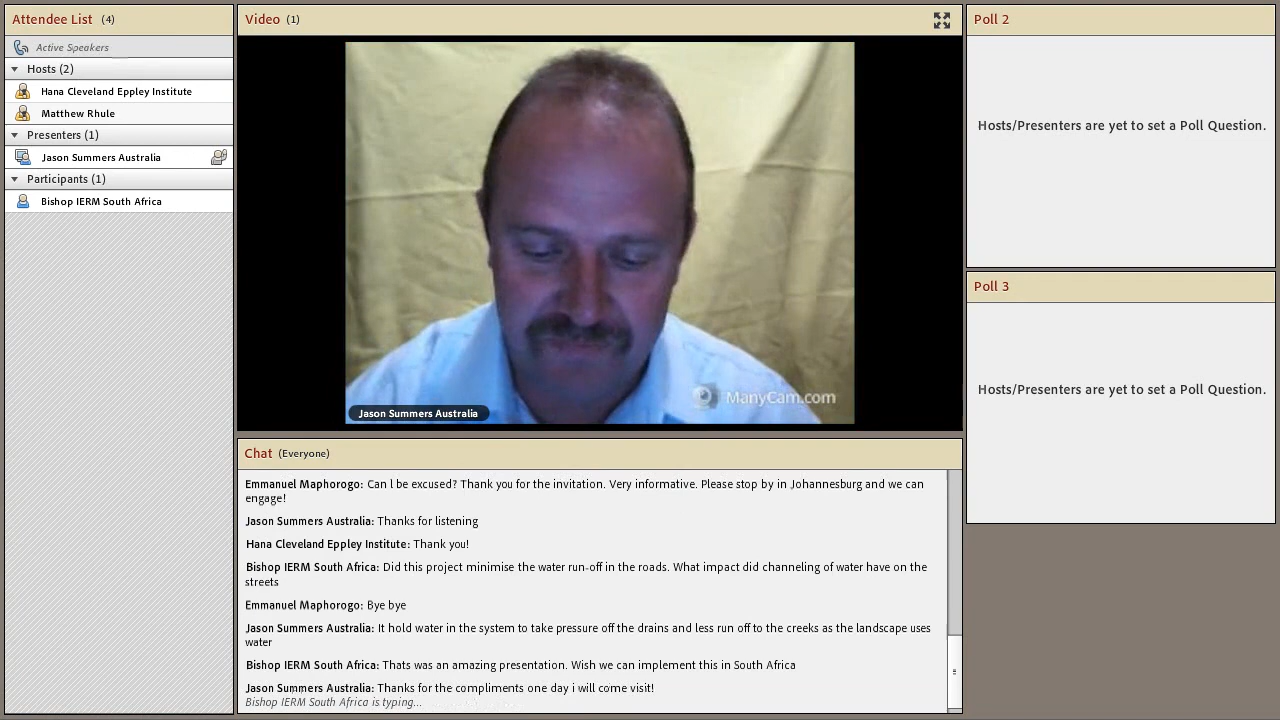 Attendee List (4)
Active Speakers
Hosts (2)
Hana Cleveland Eppley Institute
Matthew Rhule
Presenters (1)
Jason Summers Australia
Participants (1)
Bishop IERM South Africa
Video (1)
ManyCam.com
Jason Summers Australia
Chat (Everyone)
Emmanuel Maphorogo: Can l be excused? Thank you for the invitation. Very informative. Please stop by in Johannesburg and we can
engage!
Jason Summers Australia: Thanks for listening
Hana Cleveland Eppley Institute: Thank you!
Bishop IERM South Africa: Did this project minimise the water run-off in the roads. What impact did channeling of water have on the
streets
Emmanuel Maphorogo: Bye bye
Jason Summers Australia: It hold water in the system to take pressure off the drains and less run off to the creeks as the landscape uses
water
Bishop IERM South Africa: Thats was an amazing presentation. Wish we can implement this in South Africa
Jason Summers Australia: Thanks for the compliments one day i will come visit!
Bishop IERM South Africa is typing...
Poll 2
Hosts/Presenters are yet to set a Poll Question.
Poll 3
Hosts/Presenters are yet to set a Poll Question.